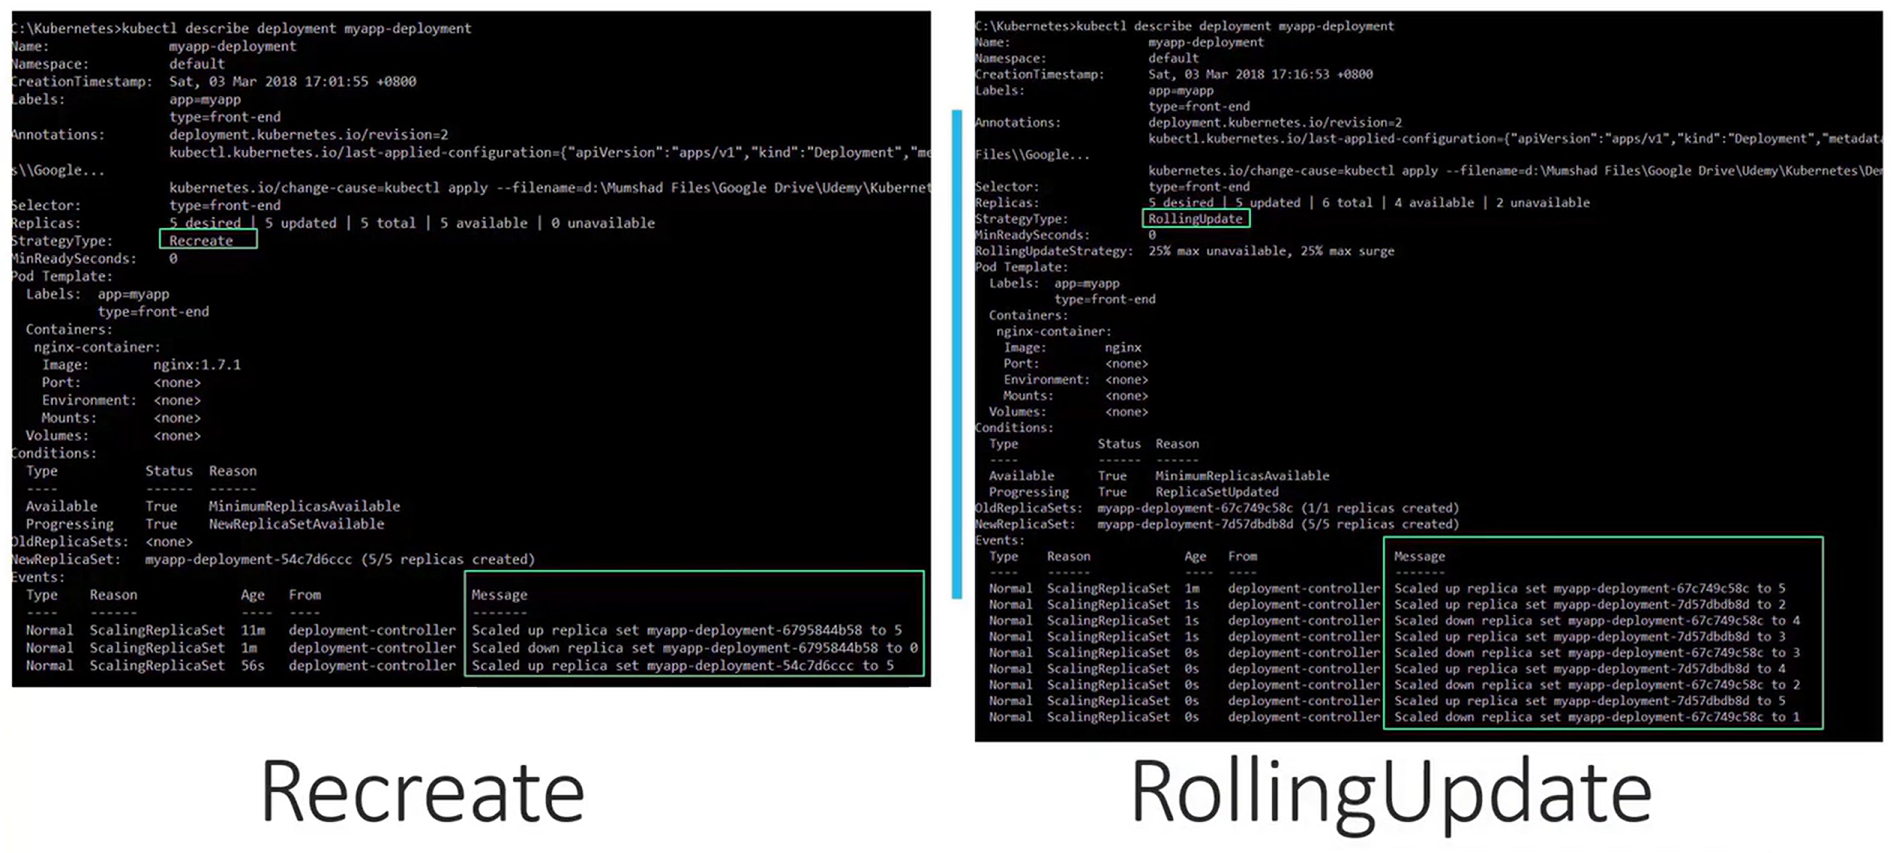 C:\Kubernetes>kubectl describe deployment myapp-deployment
Name: myapp-deployment
Namespace: default
CreationTimestamp: Sat, 03 Mar 2018 17:01:55 +0800
Labels: app=myapp
type=front-end
Annotations: deployment.kubernetes.io/revision=2
kubectl.kubernetes.io/last-applied-configuration={"apiVersion":"apps/v1","kind":"Deployment","me
s\\Google...
kubernetes.io/change-cause=kubectl apply --filename=d:\Mumshad Files\Google Drive\Udemy\Kubernet
Selector: type=front-end
Replicas: 5 desired | 5 updated | 5 total | 5 available | 0 unavailable
StrategyType: Recreate
MinReadySeconds: 0
Pod Template:
Labels: app=myapp
type=front-end
Containers:
nginx-container:
Image: nginx:1.7.1
Port: <none>
Environment: <none>
Mounts: <none>
Volumes: <none>
Conditions:
Type Status Reason
---- ------ ------
Available True MinimumReplicasAvailable
Progressing True NewReplicaSetAvailable
OldReplicaSets: <none>
NewReplicaSet: myapp-deployment-54c7d6ccc (5/5 replicas created)
Events:
Type Reason Age From Message
---- ------ ---- ---- -------
Normal ScalingReplicaSet 11m deployment-controller Scaled up replica set myapp-deployment-6795844b58 to 5
Normal ScalingReplicaSet 1m deployment-controller Scaled down replica set myapp-deployment-6795844b58 to 0
Normal ScalingReplicaSet 56s deployment-controller Scaled up replica set myapp-deployment-54c7d6ccc to 5
Recreate
C:\Kubernetes>kubectl describe deployment myapp-deployment
Name: myapp-deployment
Namespace: default
CreationTimestamp: Sat, 03 Mar 2018 17:16:53 +0800
Labels: app=myapp
type=front-end
Annotations: deployment.kubernetes.io/revision=2
kubectl.kubernetes.io/last-applied-configuration={"apiVersion":"apps/v1","kind":"Deployment","metada
Files\\Google...
kubernetes.io/change-cause=kubectl apply --filename=d:\Mumshad Files\Google Drive\Udemy\Kubernetes\De
Selector: type=front-end
Replicas: 5 desired | 5 updated | 6 total | 4 available | 2 unavailable
StrategyType: RollingUpdate
MinReadySeconds: 0
RollingUpdateStrategy: 25% max unavailable, 25% max surge
Pod Template:
Labels: app=myapp
type=front-end
Containers:
nginx-container:
Image: nginx
Port: <none>
Environment: <none>
Mounts: <none>
Volumes: <none>
Conditions:
Type Status Reason
---- ------ ------
Available True MinimumReplicasAvailable
Progressing True ReplicaSetUpdated
OldReplicaSets: myapp-deployment-67c749c58c (1/1 replicas created)
NewReplicaSet: myapp-deployment-7d57dbdb8d (5/5 replicas created)
Events:
Type Reason Age From Message
---- ------ ---- ---- -------
Normal ScalingReplicaSet 1m deployment-controller Scaled up replica set myapp-deployment-67c749c58c to 5
Normal ScalingReplicaSet 1s deployment-controller Scaled up replica set myapp-deployment-7d57dbdb8d to 2
Normal ScalingReplicaSet 1s deployment-controller Scaled down replica set myapp-deployment-67c749c58c to 4
Normal ScalingReplicaSet 1s deployment-controller Scaled up replica set myapp-deployment-7d57dbdb8d to 3
Normal ScalingReplicaSet 0s deployment-controller Scaled down replica set myapp-deployment-67c749c58c to 3
Normal ScalingReplicaSet 0s deployment-controller Scaled up replica set myapp-deployment-7d57dbdb8d to 4
Normal ScalingReplicaSet 0s deployment-controller Scaled down replica set myapp-deployment-67c749c58c to 2
Normal ScalingReplicaSet 0s deployment-controller Scaled up replica set myapp-deployment-7d57dbdb8d to 5
Normal ScalingReplicaSet 0s deployment-controller Scaled down replica set myapp-deployment-67c749c58c to 1
RollingUpdate